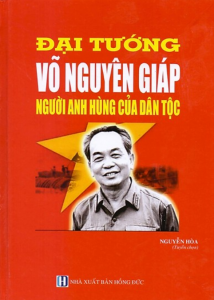 ĐẠI TƯỚNG
VÕ NGUYÊN GIÁP
NGƯỜI ANH HÙNG CỦA DÂN TỘC
NGUYỄN HÒA
(Tuyển chọn)
NHÀ XUẤT BẢN HỒNG ĐỨC